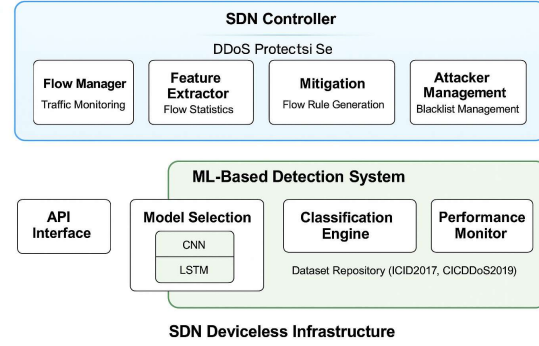 SDN Controller
DDoS Protectsi Se
Flow Manager
Traffic Monitoring
Feature
Extractor
Flow Statistics
Mitigation
Flow Rule Generation
Attacker
Management
Blacklist Management
ML-Based Detection System
API
Interface
Model Selection
CNN
LSTM
Classification
Engine
Performance
Monitor
Dataset Repository (ICID2017, CICDDoS2019)
SDN Deviceless Infrastructure